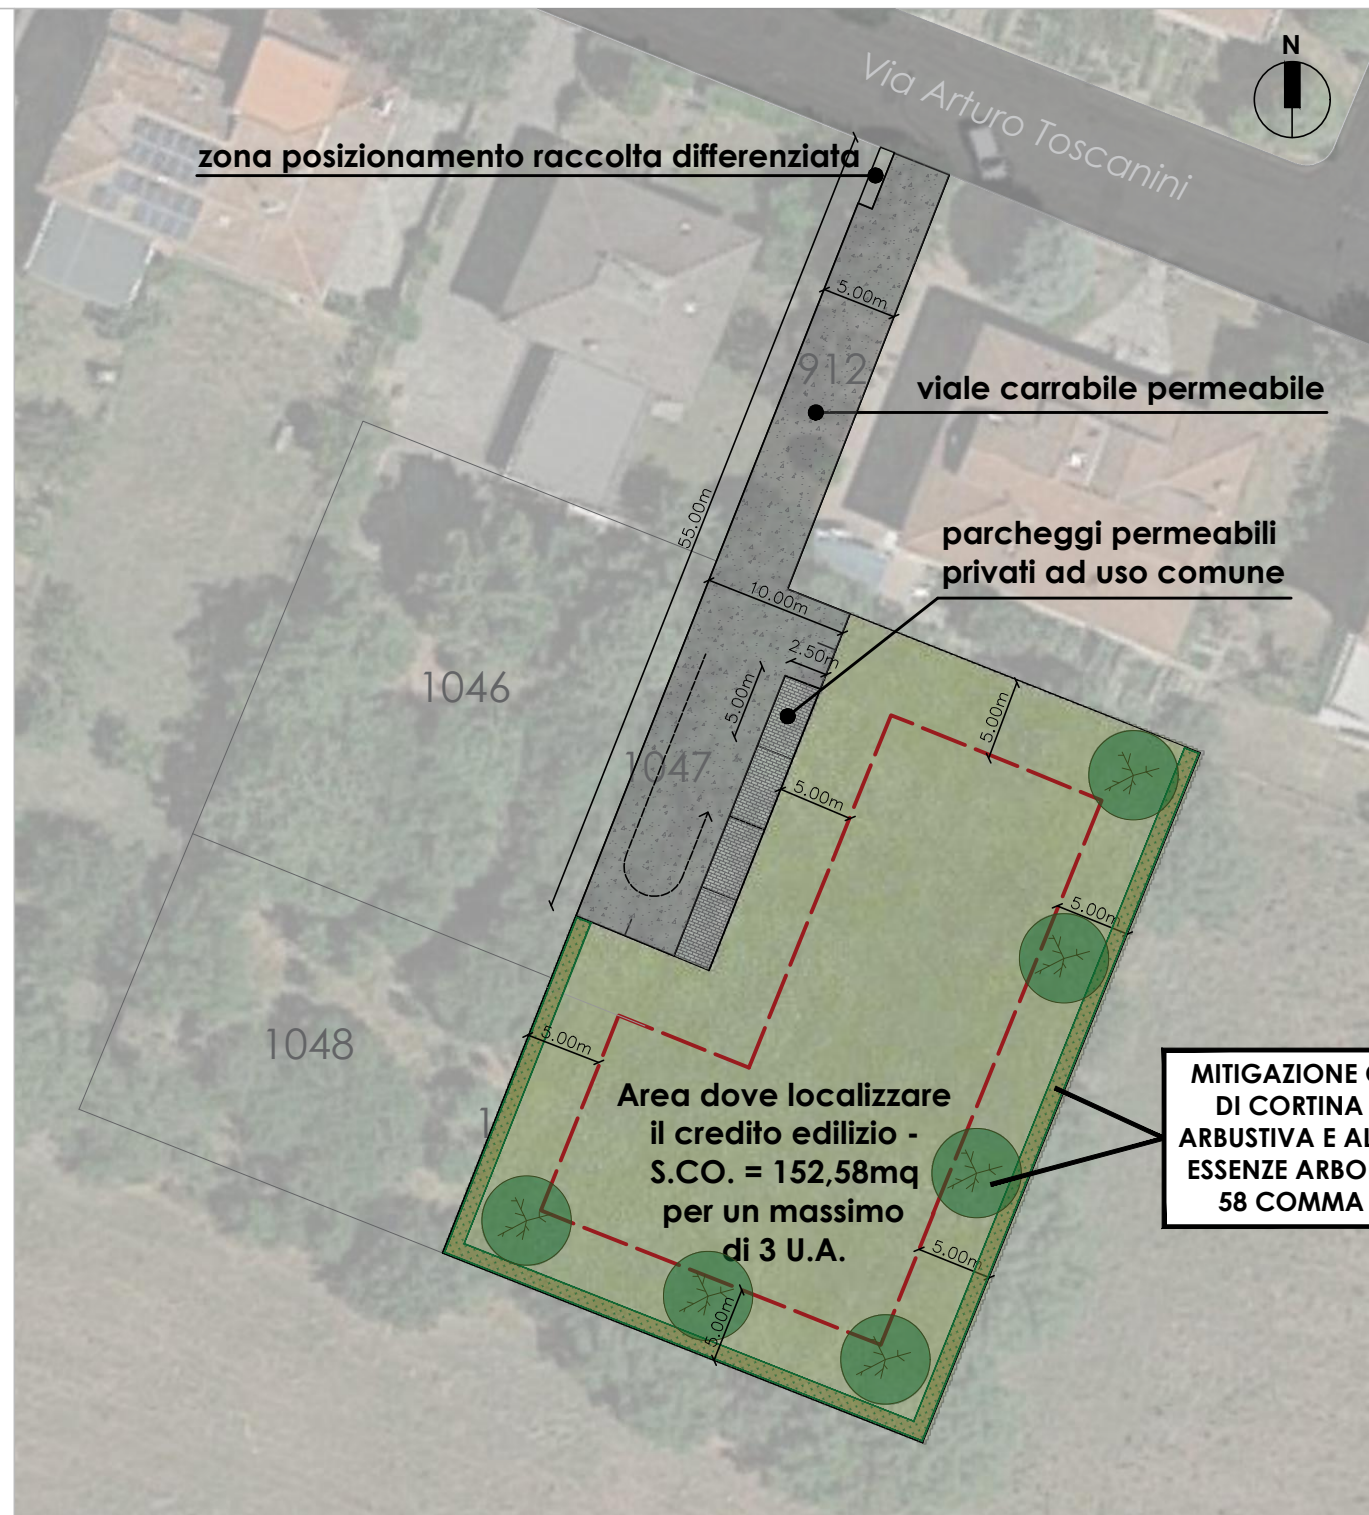 N
Via Arturo Toscanini
zona posizionamento raccolta differenziata
5.00m
912
viale carrabile permeabile
55.00m
parcheggi permeabili
privati ad uso comune
10.00m
2.50m
5.00m
5.00m
1046
1047
5.00m
5.00m
1048
5.00m
Area dove localizzare
il credito edilizio -
S.CO. = 152,58mq
per un massimo
di 3 U.A.
MITIGAZIONE
DI CORTINA
ARBUSTIVA E
ESSENZE
58 COMMA
5.00m
5.00m